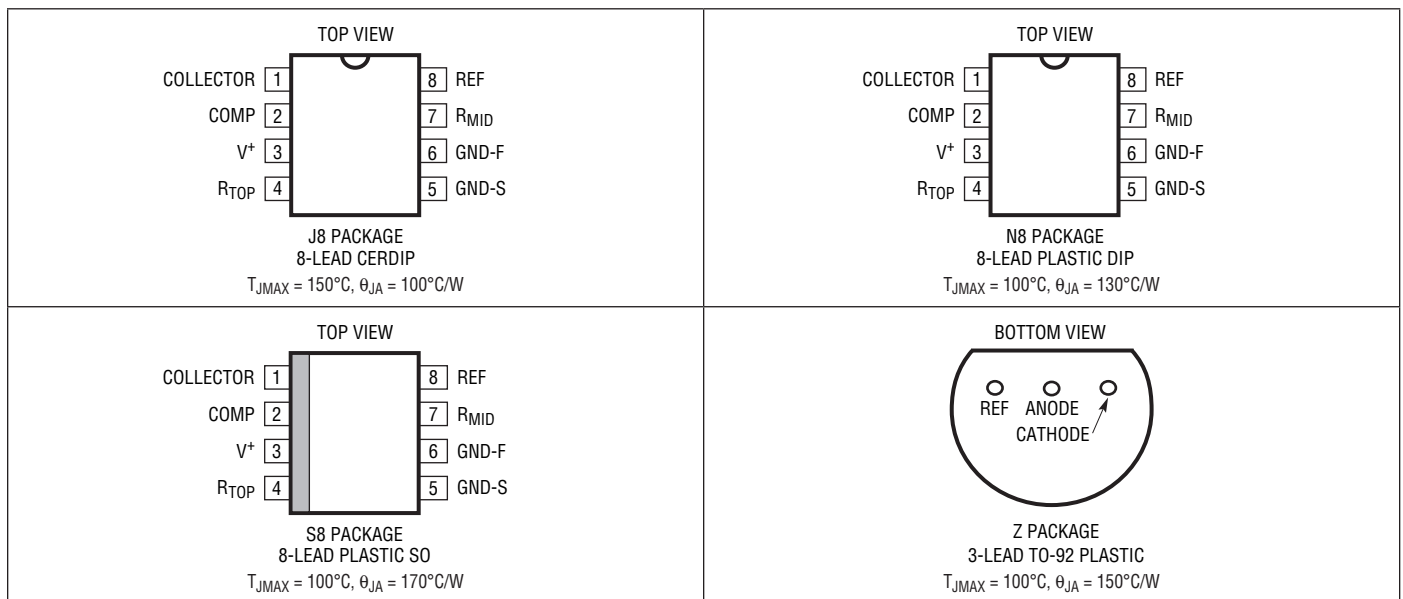 TOP VIEW
COLLECTOR 1 8 REF
COMP 2 7 RMID
V+ 3 6 GND-F
RTOP 4 5 GND-S
J8 PACKAGE
8-LEAD CERDIP
TJMAX = 150°C, θJA = 100°C/W
TOP VIEW
COLLECTOR 1 8 REF
COMP 2 7 RMID
V+ 3 6 GND-F
RTOP 4 5 GND-S
N8 PACKAGE
8-LEAD PLASTIC DIP
TJMAX = 100°C, θJA = 130°C/W
TOP VIEW
COLLECTOR 1 8 REF
COMP 2 7 RMID
V+ 3 6 GND-F
RTOP 4 5 GND-S
S8 PACKAGE
8-LEAD PLASTIC SO
TJMAX = 100°C, θJA = 170°C/W
BOTTOM VIEW
REF ANODE
CATHODE
Z PACKAGE
3-LEAD TO-92 PLASTIC
TJMAX = 100°C, θJA = 150°C/W